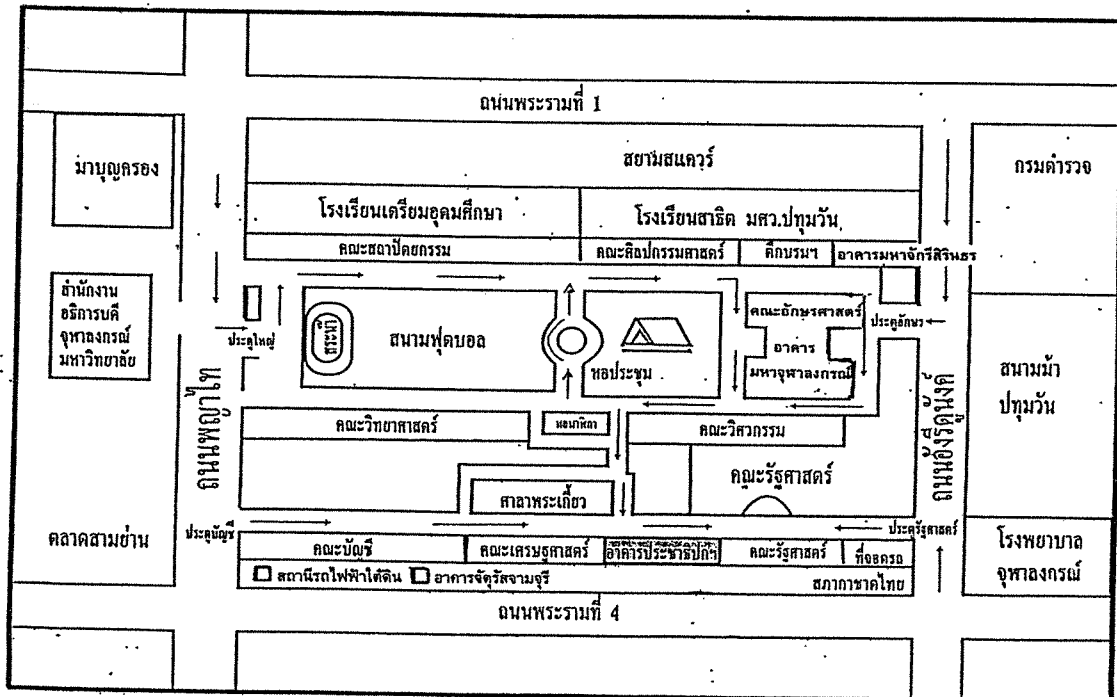 ถนนพระรามที่ 1
มาบุญครอง
สยามสแควร์
กรมตำรวจ
โรงเรียนเตรียมอุดมศึกษา
โรงเรียนสาธิต มศว.ปทุมวัน
คณะสถาปัตยกรรม
คณะศิลปกรรมศาสตร์
ตึกบรมฯ
อาคารมหาจักรีสิรินธร
สำนักงาน
อธิการบดี
จุฬาลงกรณ์
มหาวิทยาลัย
ประตูใหญ่
สระน้ำ
สนามฟุตบอล
หอประชุม
คณะอักษรศาสตร์
อาคาร
มหาจุฬาลงกรณ์
ประตูอักษร
สนามม้า
ปทุมวัน
ถนนพญาไท
ถนนอังรีดูนังต์
คณะวิทยาศาสตร์
คณะวิศวกรรม
คณะรัฐศาสตร์
ศาลาพระเกี้ยว
ตลาดสามย่าน
ประตูบัญชี
ประตูรัฐศาสตร์
โรงพยาบาล
จุฬาลงกรณ์
คณะบัญชี
คณะเศรษฐศาสตร์
อาคารประชาธิปกฯ
คณะรัฐศาสตร์
ที่จอดรถ
สถานีรถไฟฟ้าใต้ดิน
อาคารจัตุรัสจามจุรี
สภากาชาดไทย
ถนนพระรามที่ 4